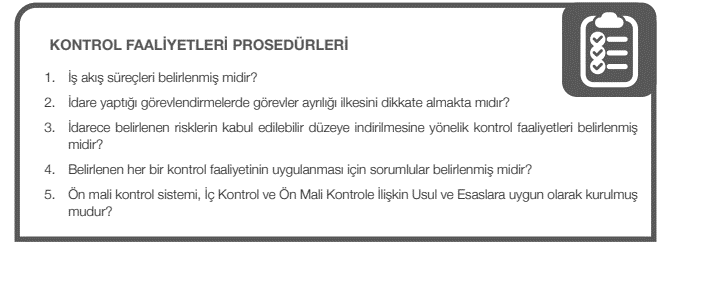 KONTROL FAALİYETLERİ PROSEDÜRLERİ
1. İş akış süreçleri belirlenmiş midir?
2. İdare yaptığı görevlendirmelerde görevler ayrılığı ilkesini dikkate almakta mıdır?
3. İdarece belirlenen risklerin kabul edilebilir düzeye indirilmesine yönelik kontrol faaliyetleri belirlenmiş
midir?
4. Belirlenen her bir kontrol faaliyetinin uygulanması için sorumlular belirlenmiş midir?
5. Ön mali kontrol sistemi, İç Kontrol ve Ön Mali Kontrole İlişkin Usul ve Esaslara uygun olarak kurulmuş
mudur?